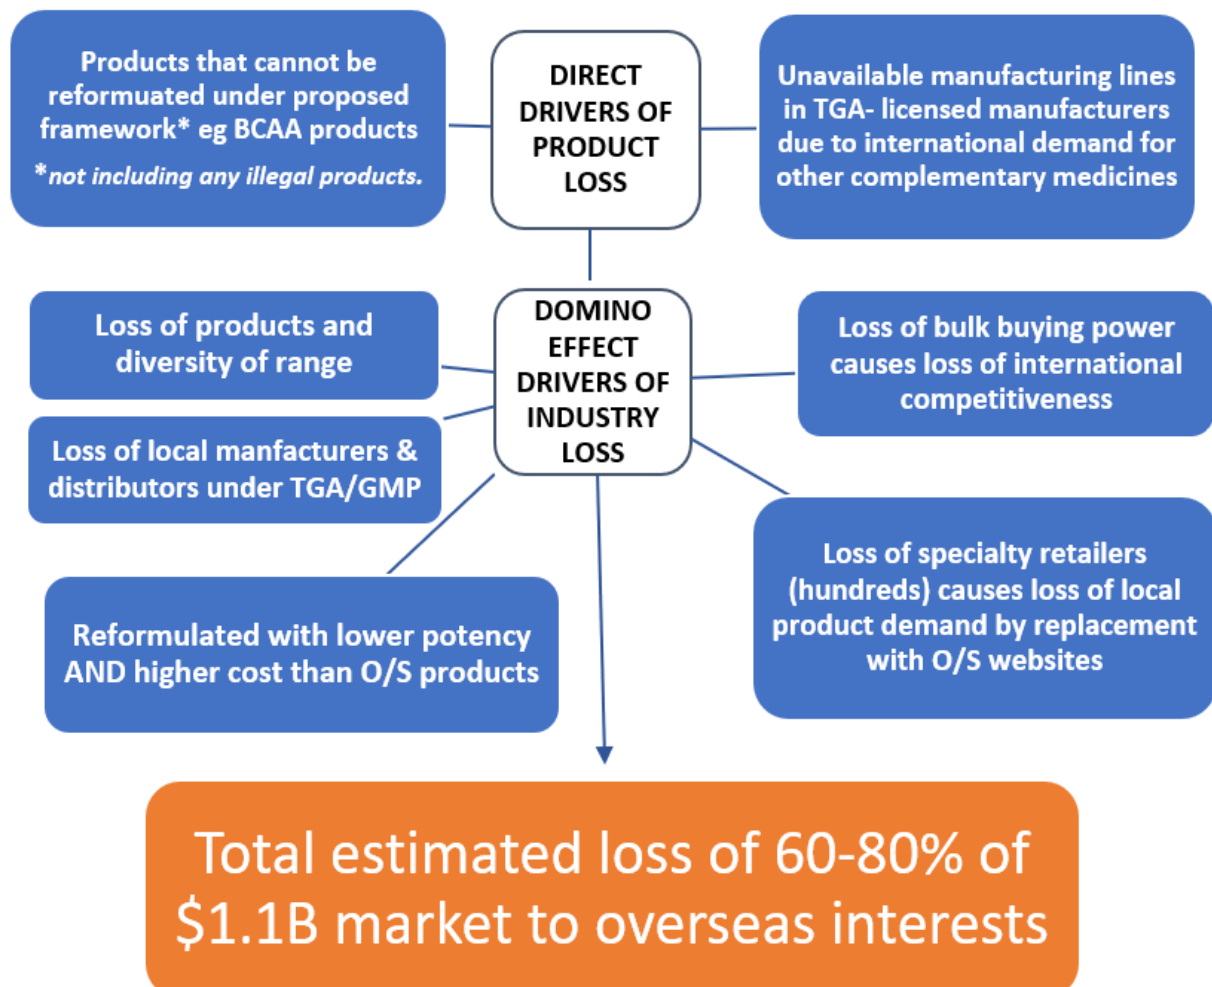 Products that cannot be
reformuated under proposed
framework* eg BCAA products
*not including any illegal products.
DIRECT
DRIVERS OF
PRODUCT
LOSS
Unavailable manufacturing lines
in TGA- licensed manufacturers
due to international demand for
other complementary medicines
Loss of products and
diversity of range
DOMINO
EFFECT
DRIVERS OF
INDUSTRY
LOSS
Loss of bulk buying power
causes loss of international
competitiveness
Loss of local manfacturers &
distributors under TGA/GMP
Reformulated with lower potency
AND higher cost than O/S products
Loss of specialty retailers
(hundreds) causes loss of local
product demand by replacement
with O/S websites
Total estimated loss of 60-80% of
$1.1B market to overseas interests